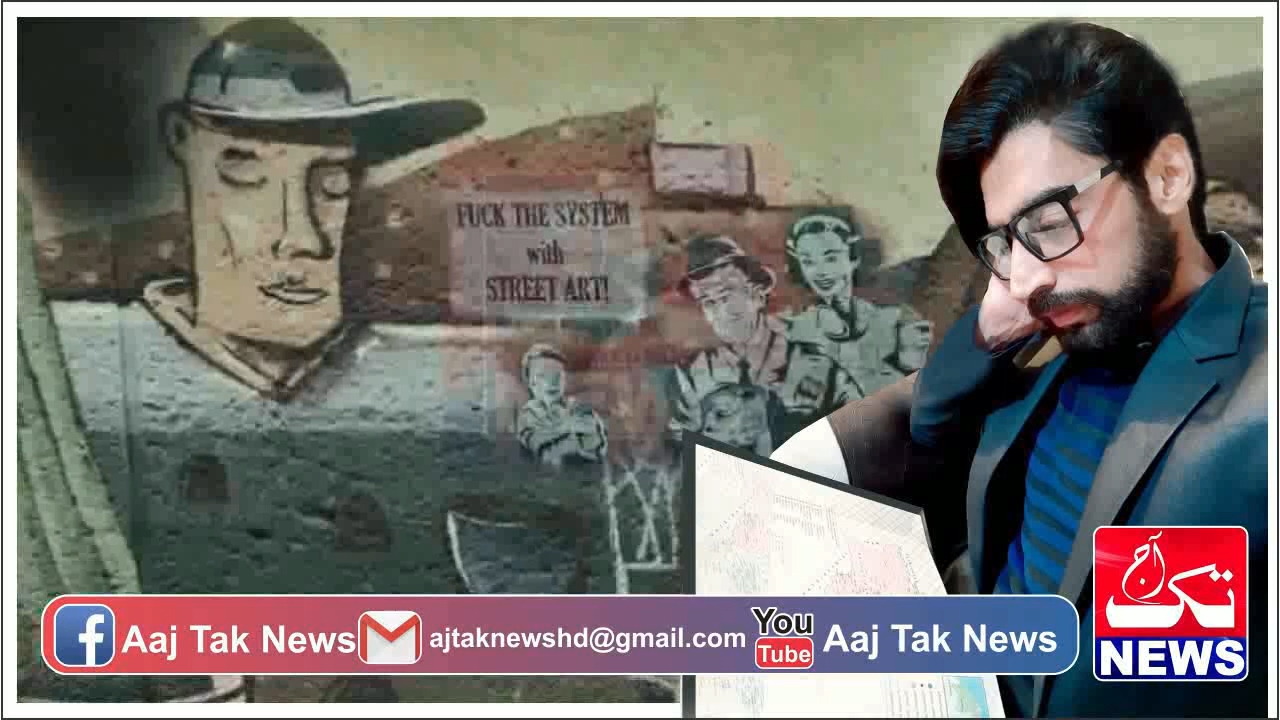 FUCK THE SYSTEM
with
STREET ART!
Aaj Tak News
ajtaknewshd@gmail.com
You
Tube
Aaj Tak News
آج تک
NEWS